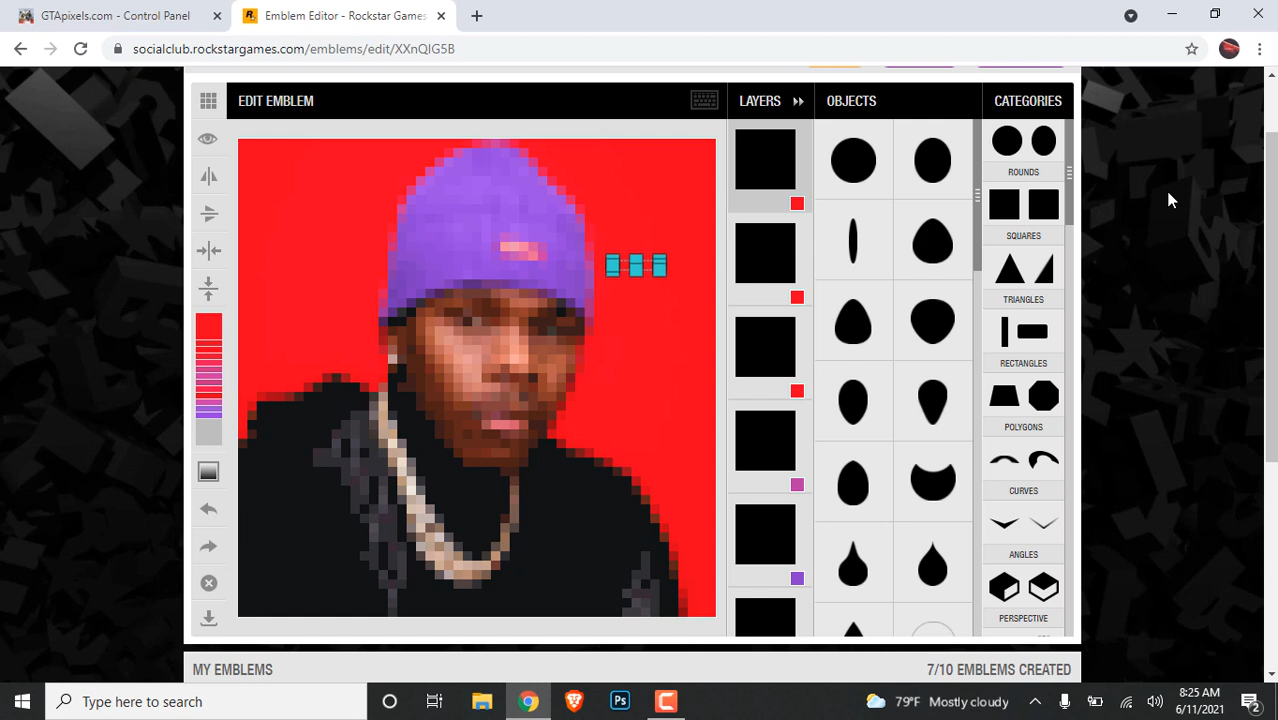 GTApixels.com - Control Panel
Emblem Editor - Rockstar Games
socialclub.rockstargames.com/emblems/edit/XXnQIG5B
EDIT EMBLEM
LAYERS
OBJECTS
CATEGORIES
ROUNDS
SQUARES
TRIANGLES
RECTANGLES
POLYGONS
CURVES
ANGLES
PERSPECTIVE
MY EMBLEMS
7/10 EMBLEMS CREATED
Type here to search
Ps
79°F Mostly cloudy
8:25 AM
6/11/2021
2